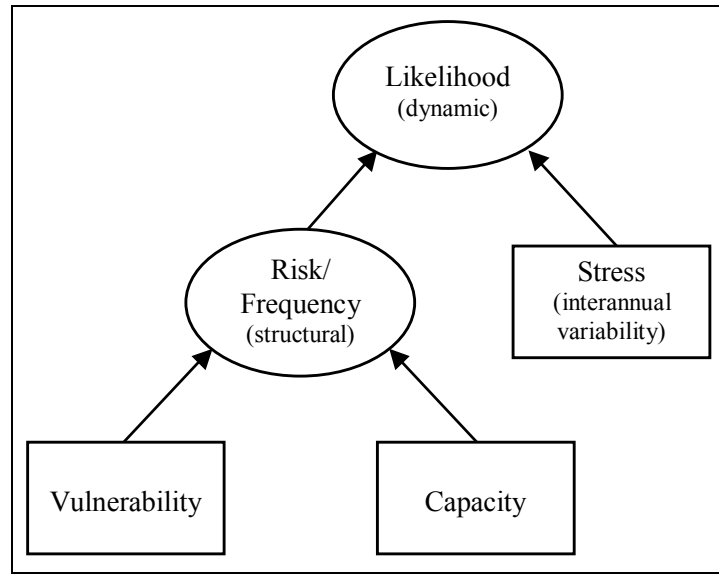 Likelihood
(dynamic)
Risk/
Frequency
(structural)
Stress
(interannual
variability)
Vulnerability
Capacity